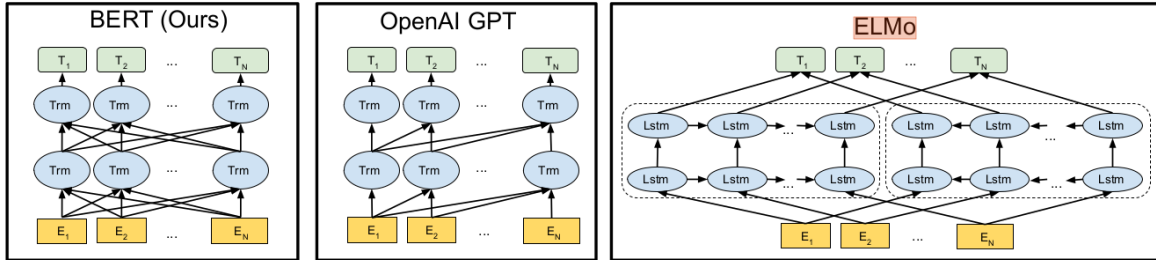 BERT (Ours)
T1 T2 ... TN
Trm Trm ... Trm
Trm Trm ... Trm
E1 E2 ... EN
OpenAI GPT
T1 T2 ... TN
Trm Trm ... Trm
Trm Trm ... Trm
E1 E2 ... EN
ELMo
T1 T2 ... TN
Lstm Lstm ... Lstm Lstm Lstm ... Lstm
Lstm Lstm ... Lstm Lstm Lstm ... Lstm
E1 E2 ... EN